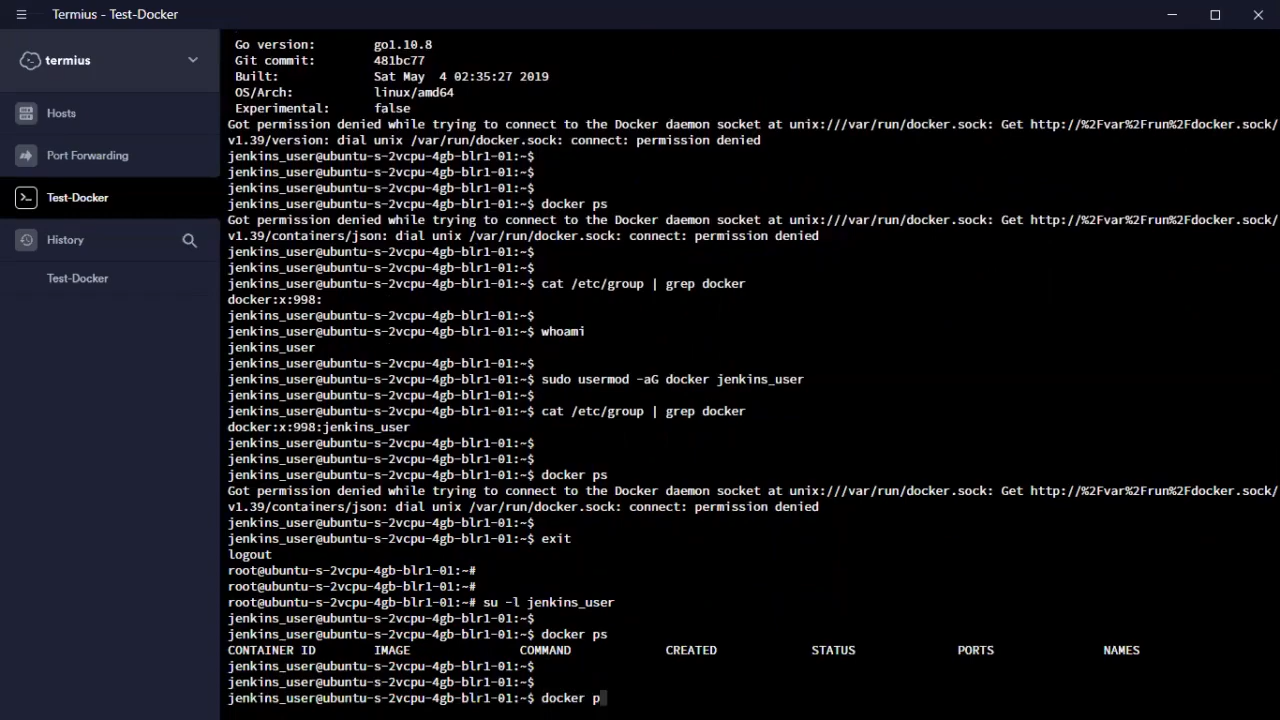 Termius - Test-Docker
termius
Hosts
Port Forwarding
Test-Docker
History
Test-Docker
Go version: go1.10.8
Git commit: 481bc77
Built: Sat May  4 02:35:27 2019
OS/Arch: linux/amd64
Experimental: false
Got permission denied while trying to connect to the Docker daemon socket at unix:///var/run/docker.sock: Get http://%2Fvar%2Frun%2Fdocker.sock/
v1.39/version: dial unix /var/run/docker.sock: connect: permission denied
jenkins_user@ubuntu-s-2vcpu-4gb-blr1-01:~$
jenkins_user@ubuntu-s-2vcpu-4gb-blr1-01:~$
jenkins_user@ubuntu-s-2vcpu-4gb-blr1-01:~$
jenkins_user@ubuntu-s-2vcpu-4gb-blr1-01:~$ docker ps
Got permission denied while trying to connect to the Docker daemon socket at unix:///var/run/docker.sock: Get http://%2Fvar%2Frun%2Fdocker.sock/
v1.39/containers/json: dial unix /var/run/docker.sock: connect: permission denied
jenkins_user@ubuntu-s-2vcpu-4gb-blr1-01:~$
jenkins_user@ubuntu-s-2vcpu-4gb-blr1-01:~$
jenkins_user@ubuntu-s-2vcpu-4gb-blr1-01:~$ cat /etc/group | grep docker
docker:x:998:
jenkins_user@ubuntu-s-2vcpu-4gb-blr1-01:~$
jenkins_user@ubuntu-s-2vcpu-4gb-blr1-01:~$ whoami
jenkins_user
jenkins_user@ubuntu-s-2vcpu-4gb-blr1-01:~$
jenkins_user@ubuntu-s-2vcpu-4gb-blr1-01:~$ sudo usermod -aG docker jenkins_user
jenkins_user@ubuntu-s-2vcpu-4gb-blr1-01:~$
jenkins_user@ubuntu-s-2vcpu-4gb-blr1-01:~$ cat /etc/group | grep docker
docker:x:998:jenkins_user
jenkins_user@ubuntu-s-2vcpu-4gb-blr1-01:~$
jenkins_user@ubuntu-s-2vcpu-4gb-blr1-01:~$
jenkins_user@ubuntu-s-2vcpu-4gb-blr1-01:~$ docker ps
Got permission denied while trying to connect to the Docker daemon socket at unix:///var/run/docker.sock: Get http://%2Fvar%2Frun%2Fdocker.sock/
v1.39/containers/json: dial unix /var/run/docker.sock: connect: permission denied
jenkins_user@ubuntu-s-2vcpu-4gb-blr1-01:~$
jenkins_user@ubuntu-s-2vcpu-4gb-blr1-01:~$ exit
logout
root@ubuntu-s-2vcpu-4gb-blr1-01:~#
root@ubuntu-s-2vcpu-4gb-blr1-01:~#
root@ubuntu-s-2vcpu-4gb-blr1-01:~# su -l jenkins_user
jenkins_user@ubuntu-s-2vcpu-4gb-blr1-01:~$
jenkins_user@ubuntu-s-2vcpu-4gb-blr1-01:~$ docker ps
CONTAINER ID IMAGE COMMAND CREATED STATUS PORTS NAMES
jenkins_user@ubuntu-s-2vcpu-4gb-blr1-01:~$
jenkins_user@ubuntu-s-2vcpu-4gb-blr1-01:~$
jenkins_user@ubuntu-s-2vcpu-4gb-blr1-01:~$ docker p